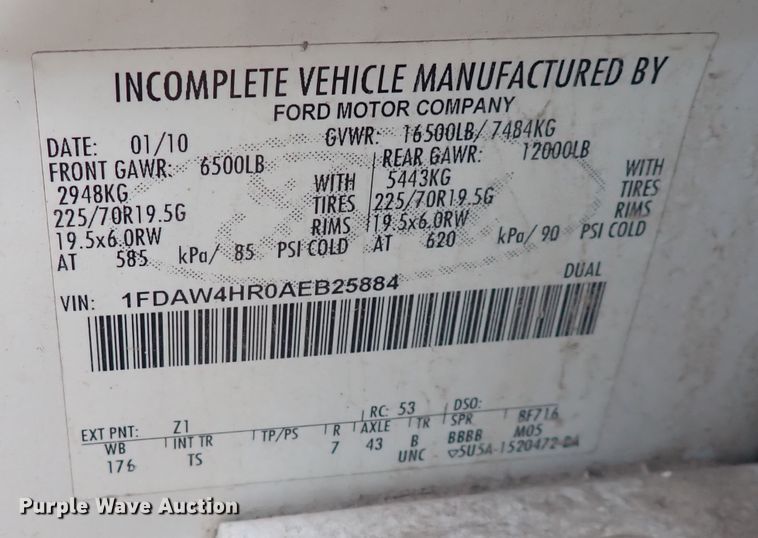 INCOMPLETE VEHICLE MANUFACTURED BY
FORD MOTOR COMPANY
DATE: 01/10 GVWR: 16500LB/ 7484KG
FRONT GAWR: 6500LB REAR GAWR: 12000LB
2948KG WITH 5443KG WITH
225/70R19.5G TIRES 225/70R19.5G TIRES
19.5x6.0RW RIMS 19.5x6.0RW RIMS
AT 585 kPa/ 85 PSI COLD AT 620 kPa/ 90 PSI COLD
VIN: 1FDAW4HR0AEB25884 DUAL
EXT PNT: Z1 RC: 53 DSO:
WB INT TR TP/PS R AXLE TR SPR BF716
176 TS 7 43 B BBBB M05
UNC 5U5A-1520472-DA
Purple Wave Auction